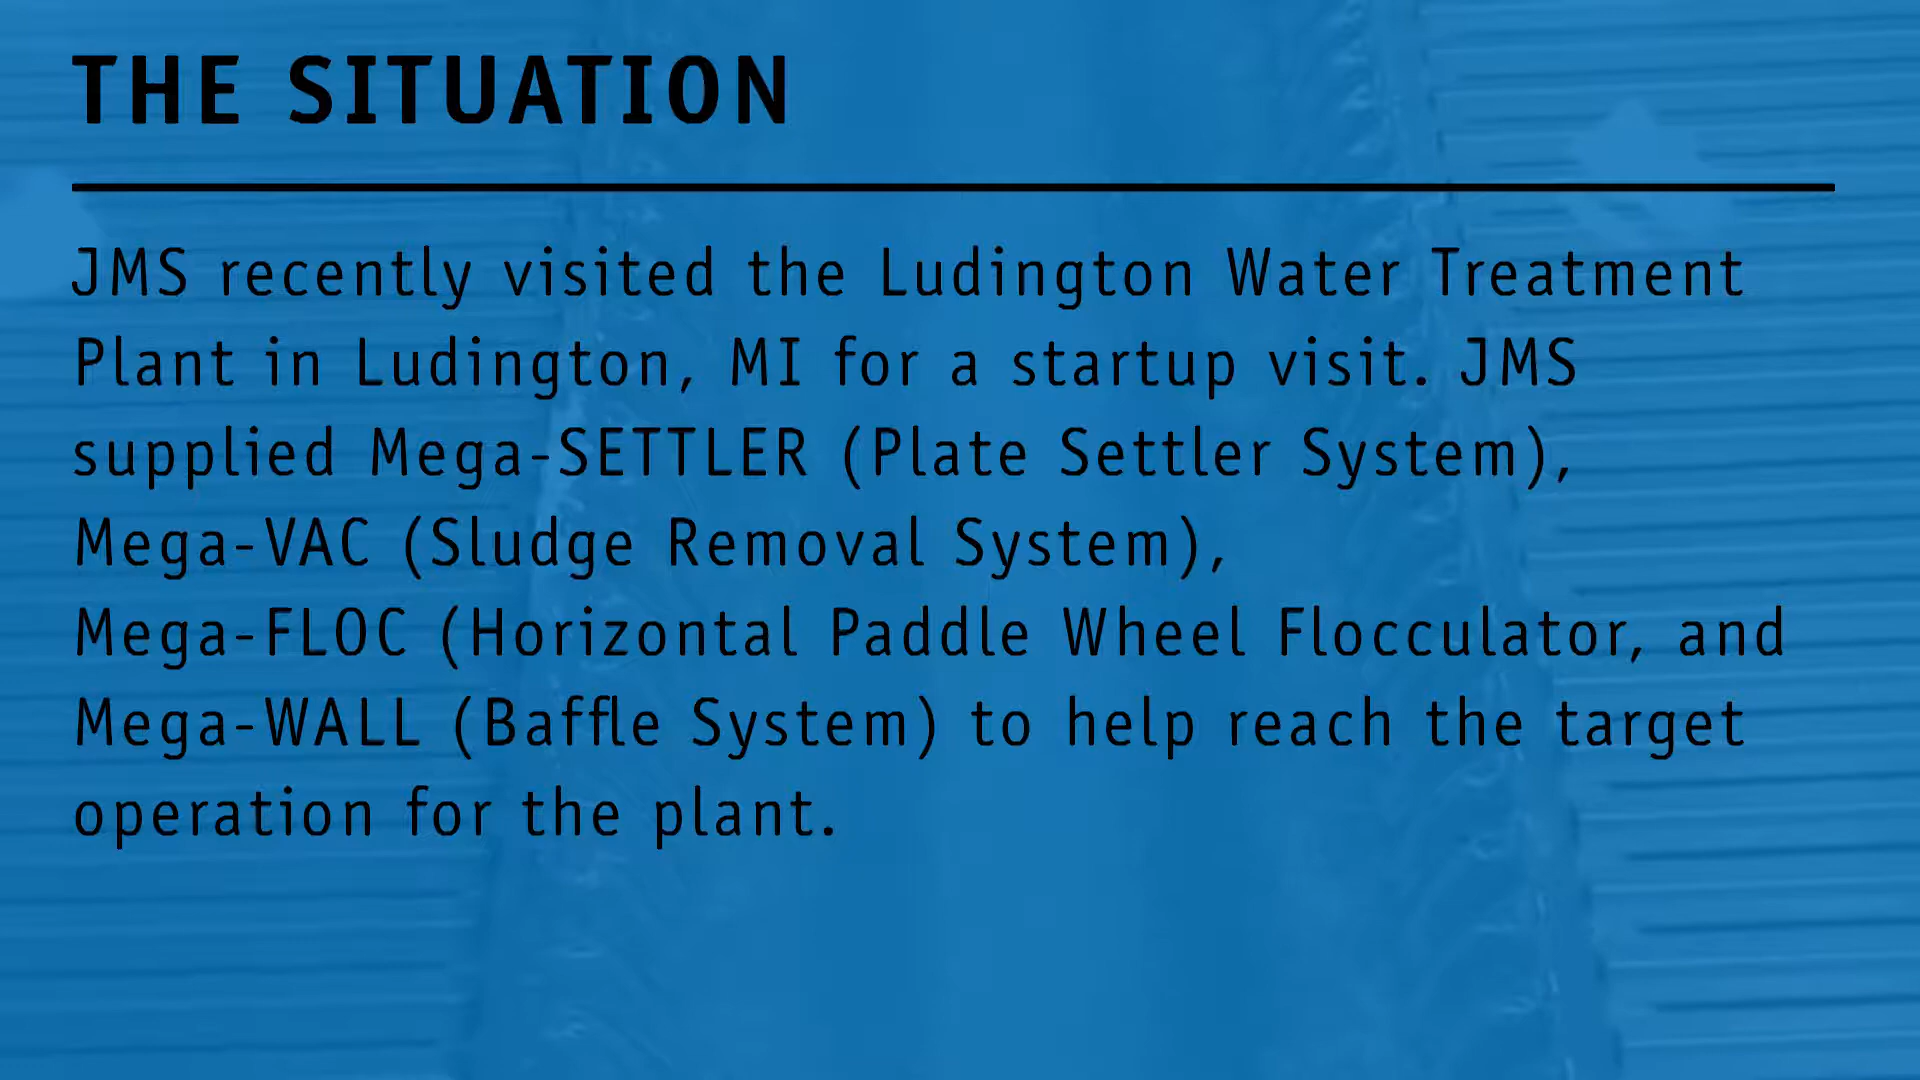 THE SITUATION
JMS recently visited the Ludington Water Treatment
Plant in Ludington, MI for a startup visit. JMS
supplied Mega-SETTLER (Plate Settler System),
Mega-VAC (Sludge Removal System),
Mega-FLOC (Horizontal Paddle Wheel Flocculator, and
Mega-WALL (Baffle System) to help reach the target
operation for the plant.